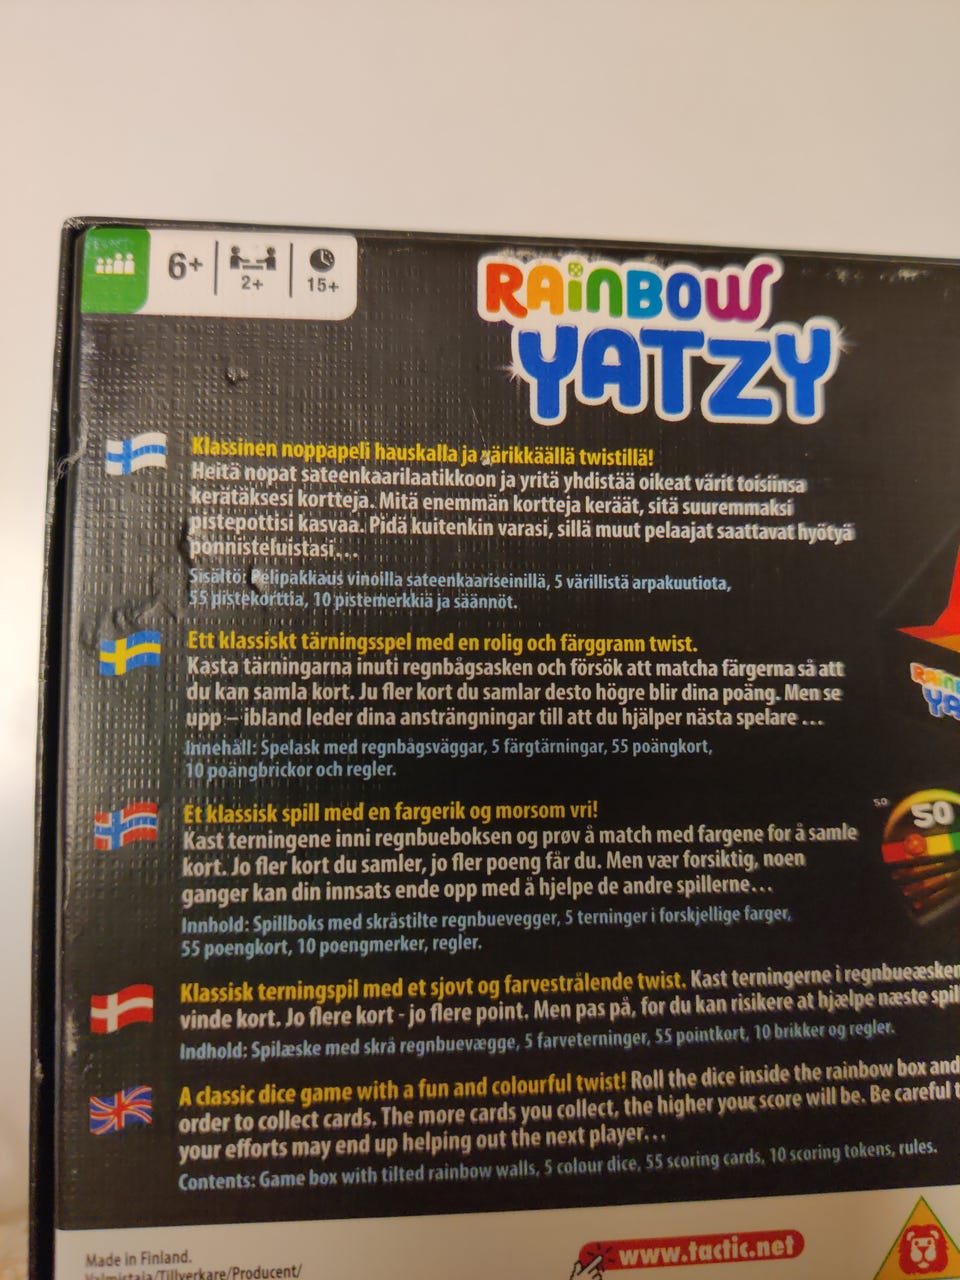 6+
2+
15+
RAINBOW
YATZY
Klassinen noppapeli hauskalla ja värikkäällä twistillä!
Heitä nopat sateenkaarilaatikkoon ja yritä yhdistää oikeat värit toisiinsa
kerätäksesi kortteja. Mitä enemmän kortteja keräät, sitä suuremmaksi
pistepottisi kasvaa. Pidä kuitenkin varasi, sillä muut pelaajat saattavat hyötyä
ponnisteluistasi...
Sisältö: Pelipakkaus vinoilla sateenkaariseinillä, 5 värillistä arpakuutiota,
55 pistekorttia, 10 pistemerkkiä ja säännöt.
Ett klassiskt tärningsspel med en rolig och färggrann twist.
Kasta tärningarna inuti regnbågsasken och försök att matcha färgerna så att
du kan samla kort. Ju fler kort du samlar desto högre blir dina poäng. Men se
upp – ibland leder dina ansträngningar till att du hjälper nästa spelare ...
Innehåll: Spelask med regnbågsväggar, 5 färgtärningar, 55 poängkort,
10 poängbrickor och regler.
Et klassisk spill med en fargerik og morsom vri!
Kast terningene inni regnbueboksen og prøv å match med fargene for å samle
kort. Jo fler kort du samler, jo fler poeng får du. Men vær forsiktig, noen
ganger kan din innsats ende opp med å hjelpe de andre spillerne...
Innhold: Spillboks med skråstilte regnbuevegger, 5 terninger i forskjellige farger,
55 poengkort, 10 poengmerker, regler.
50
50
Klassisk terningspil med et sjovt og farvestrålende twist. Kast terningerne i regnbueæsken
vinde kort. Jo flere kort - jo flere point. Men pas på, for du kan risikere at hjælpe næste spil
Indhold: Spilæske med skrå regnbuevægge, 5 farveterninger, 55 pointkort, 10 brikker og regler.
A classic dice game with a fun and colourful twist! Roll the dice inside the rainbow box and
order to collect cards. The more cards you collect, the higher your score will be. Be careful t
your efforts may end up helping out the next player...
Contents: Game box with tilted rainbow walls, 5 colour dice, 55 scoring cards, 10 scoring tokens, rules.
Made in Finland.
Valmistaja/Tillverkare/Producent/
www.tactic.net